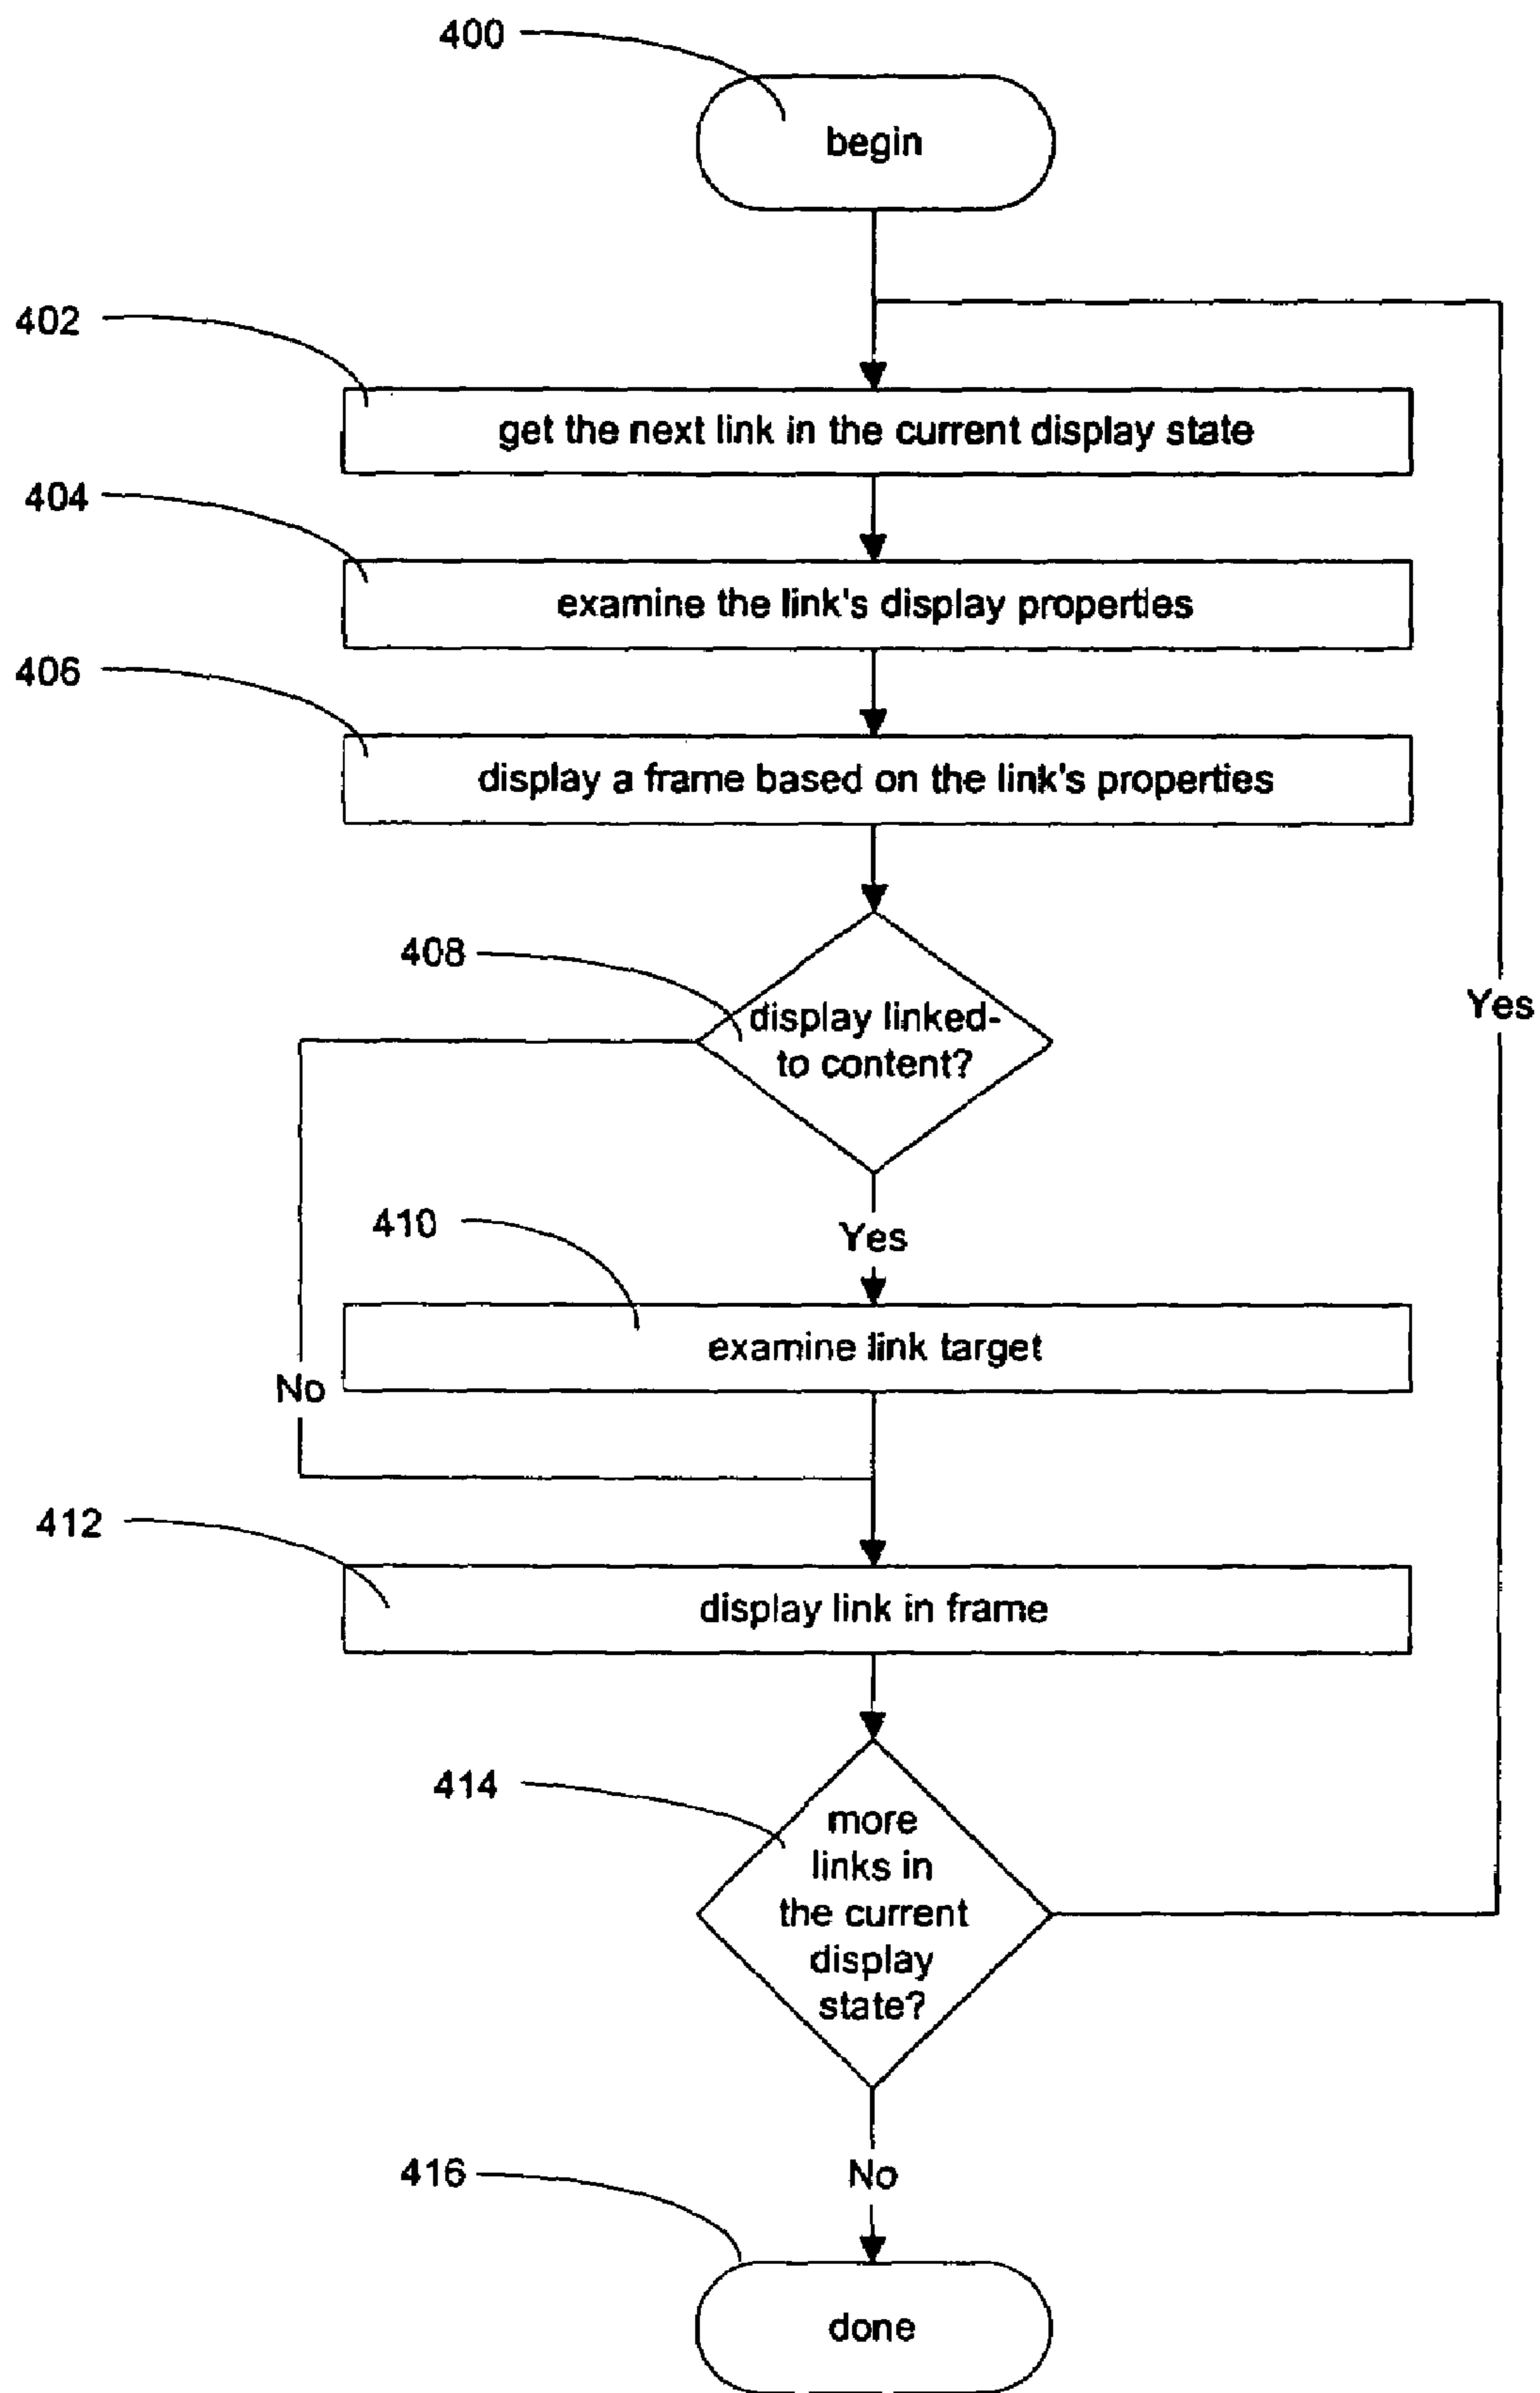 400
begin
402
get the next link in the current display state
404
examine the link's display properties
406
display a frame based on the link's properties
408
display linked-
to content?
Yes
Yes
410
examine link target
No
412
display link in frame
414
more
links in
the current
display
state?
No
416
done